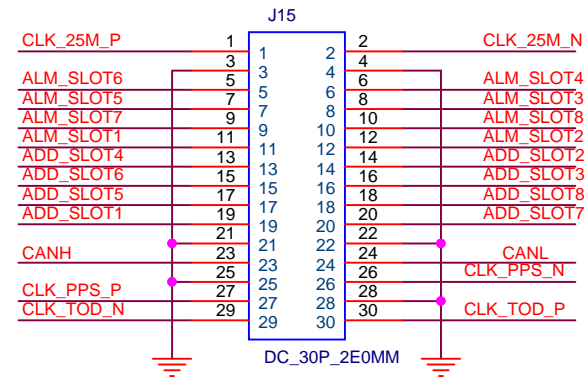 J15
CLK_25M_P 1 1 2 2 CLK_25M_N
3 3 4 4
ALM_SLOT6 5 5 6 6 ALM_SLOT4
ALM_SLOT5 7 7 8 8 ALM_SLOT3
ALM_SLOT7 9 9 10 10 ALM_SLOT8
ALM_SLOT1 11 11 12 12 ALM_SLOT2
ADD_SLOT4 13 13 14 14 ADD_SLOT2
ADD_SLOT6 15 15 16 16 ADD_SLOT3
ADD_SLOT5 17 17 18 18 ADD_SLOT8
ADD_SLOT1 19 19 20 20 ADD_SLOT7
21 21 22 22
CANH 23 23 24 24 CANL
25 25 26 26 CLK_PPS_N
CLK_PPS_P 27 27 28 28
CLK_TOD_N 29 29 30 30 CLK_TOD_P
DC_30P_2E0MM